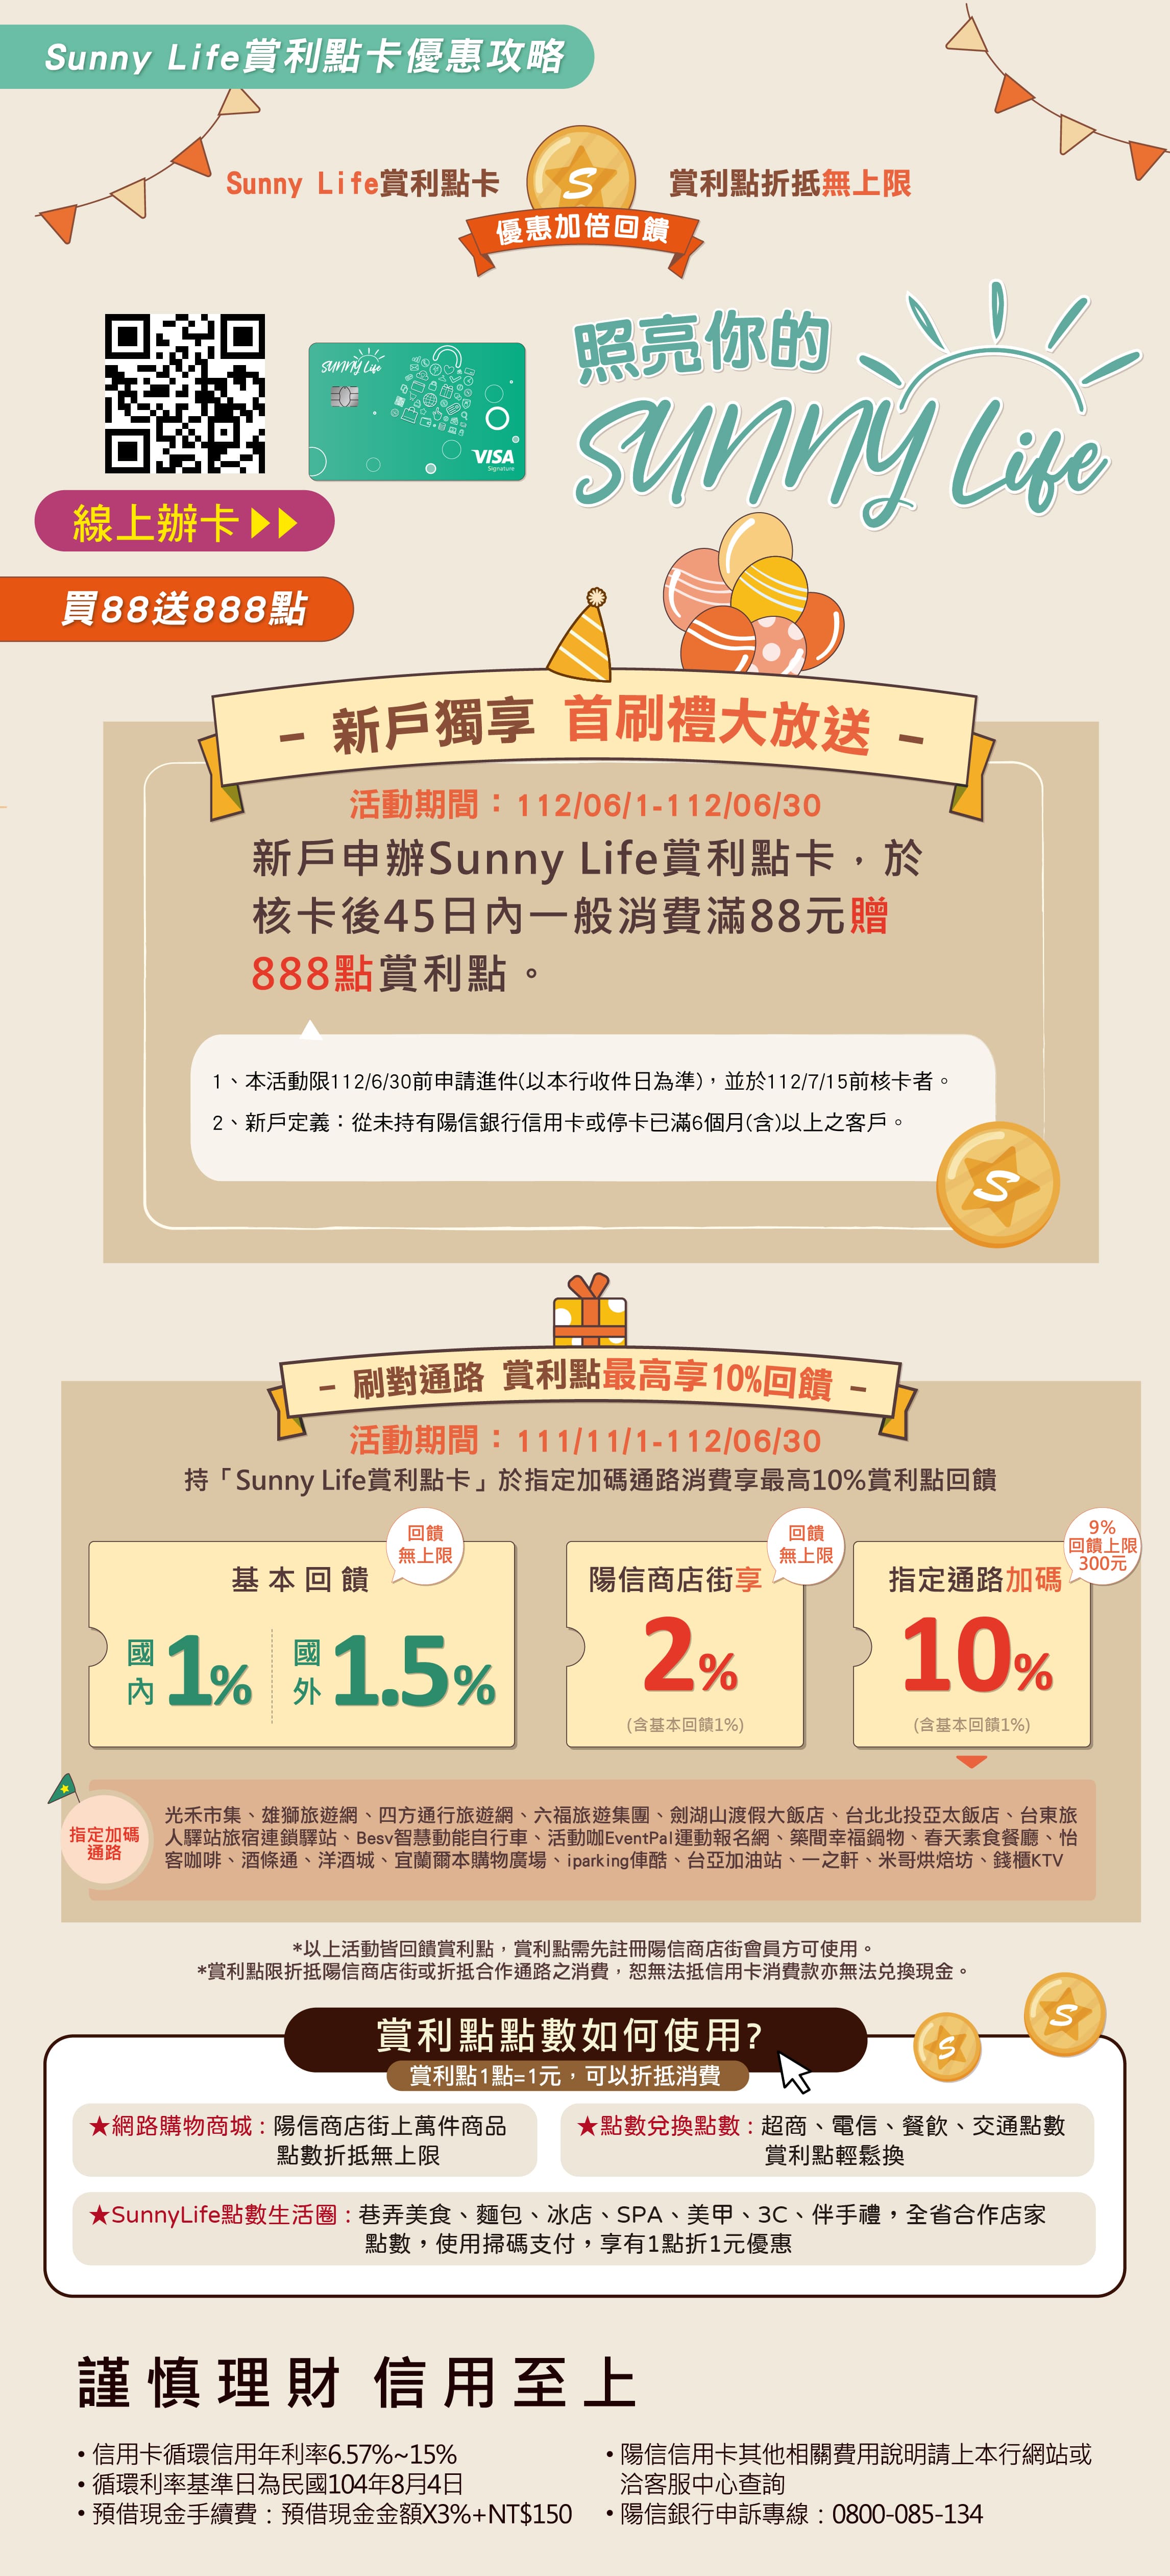 Sunny Life賞利點卡優惠攻略
Sunny Life賞利點卡
賞利點折抵無上限
S
優惠加倍回饋
SUNNY Life
VISA
Signature
照亮你的
SUNNY Life
線上辦卡
買88送888點
– 新戶獨享 首刷禮大放送 –
活動期間：112/06/1-112/06/30
新戶申辦Sunny Life賞利點卡，於
核卡後45日內一般消費滿88元贈
888點賞利點。
1、本活動限112/6/30前申請進件(以本行收件日為準)，並於112/7/15前核卡者。
2、新戶定義：從未持有陽信銀行信用卡或停卡已滿6個月(含)以上之客戶。
S
– 刷對通路 賞利點最高享10%回饋 –
活動期間：111/11/1-112/06/30
持「Sunny Life賞利點卡」於指定加碼通路消費享最高10%賞利點回饋
回饋
無上限
基本回饋
國內 1%
國外 1.5%
回饋
無上限
陽信商店街享
2%
(含基本回饋1%)
9%
回饋上限
300元
指定通路加碼
10%
(含基本回饋1%)
指定加碼
通路
光禾市集、雄獅旅遊網、四方通行旅遊網、六福旅遊集團、劍湖山渡假大飯店、台北北投亞太飯店、台東旅
人驛站旅宿連鎖驛站、Besv智慧動能自行車、活動咖EventPal運動報名網、築間幸福鍋物、春天素食餐廳、怡
客咖啡、酒條通、洋酒城、宜蘭爾本購物廣場、iparking俥酷、台亞加油站、一之軒、米哥烘焙坊、錢櫃KTV
*以上活動皆回饋賞利點，賞利點需先註冊陽信商店街會員方可使用。
*賞利點限折抵陽信商店街或折抵合作通路之消費，恕無法抵信用卡消費款亦無法兌換現金。
S
S
賞利點點數如何使用?
賞利點1點=1元，可以折抵消費
★網路購物商城 : 陽信商店街上萬件商品
點數折抵無上限
★點數兌換點數 : 超商、電信、餐飲、交通點數
賞利點輕鬆換
★SunnyLife點數生活圈 : 巷弄美食、麵包、冰店、SPA、美甲、3C、伴手禮，全省合作店家
點數，使用掃碼支付，享有1點折1元優惠
謹慎理財 信用至上
• 信用卡循環信用年利率6.57%~15%
• 循環利率基準日為民國104年8月4日
• 預借現金手續費：預借現金金額X3%+NT$150
• 陽信信用卡其他相關費用說明請上本行網站或
洽客服中心查詢
• 陽信銀行申訴專線：0800-085-134